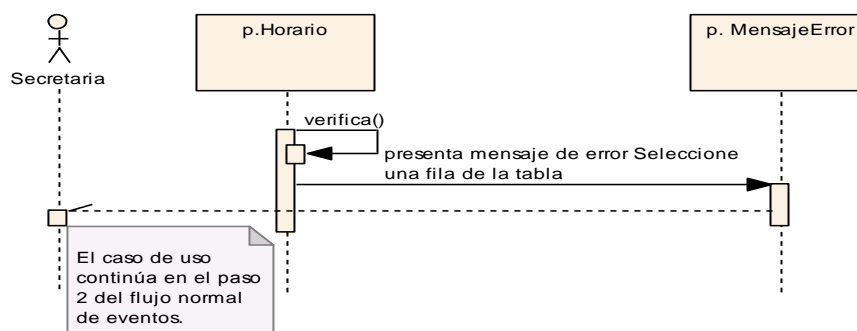 p.Horario
p. MensajeError
Secretaria
verifica()
presenta mensaje de error Seleccione
una fila de la tabla
El caso de uso
continúa en el paso
2 del flujo normal
de eventos.